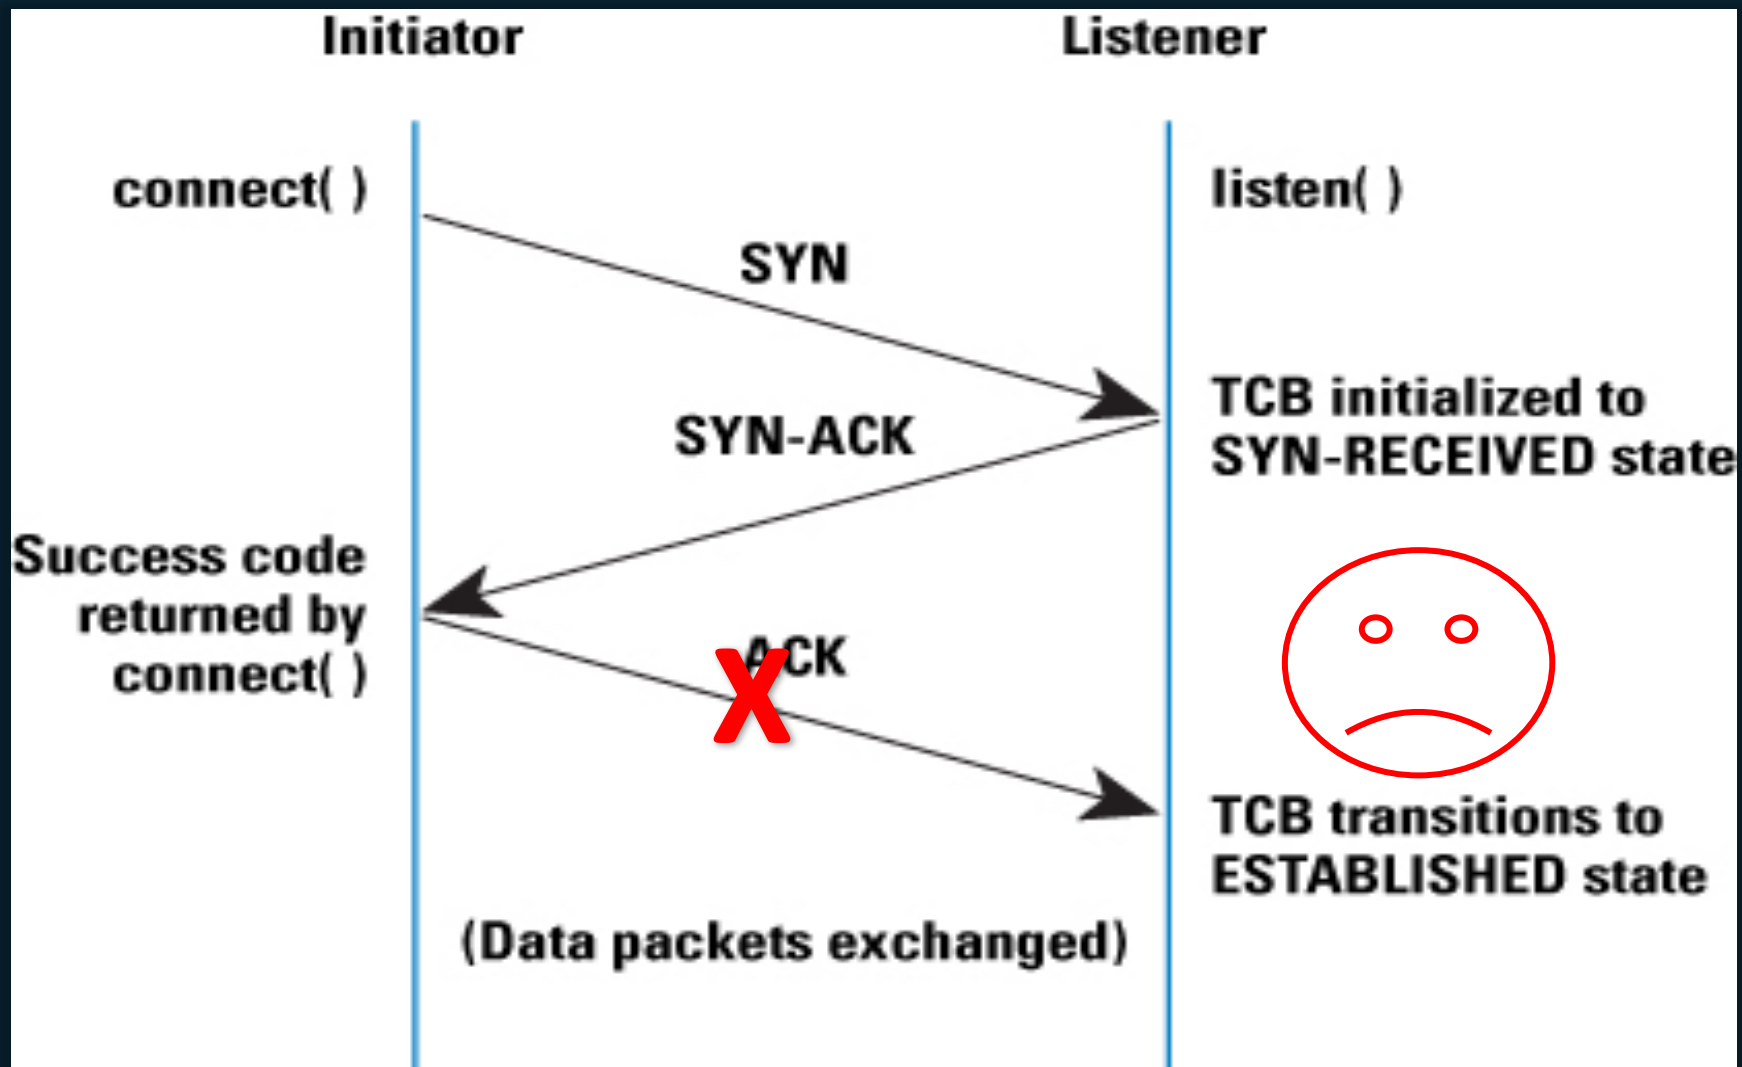 Initiator
Listener
connect( )
listen( )
SYN
TCB initialized to
SYN-RECEIVED state
SYN-ACK
Success code
returned by
connect( )
ACK
X
TCB transitions to
ESTABLISHED state
(Data packets exchanged)